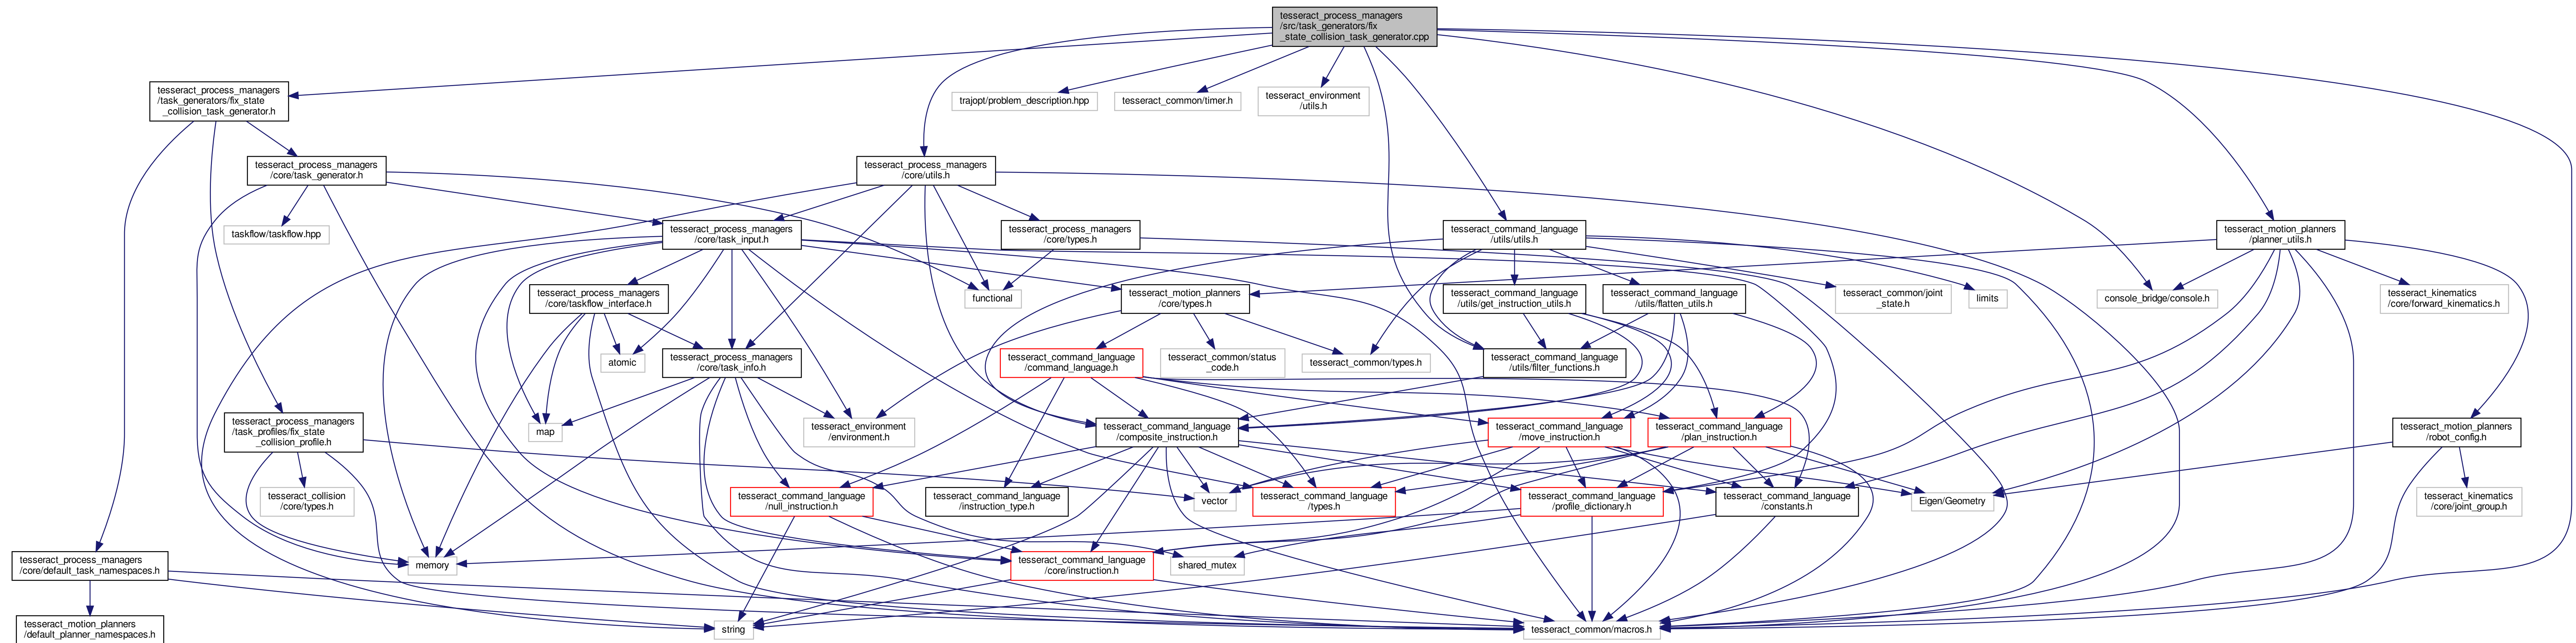 tesseract_process_managers
/src/task_generators/fix
_state_collision_task_generator.cpp
tesseract_process_managers
/task_generators/fix_state
_collision_task_generator.h
trajopt/problem_description.hpp
tesseract_common/timer.h
tesseract_environment
/utils.h
tesseract_process_managers
/core/task_generator.h
tesseract_process_managers
/core/utils.h
taskflow/taskflow.hpp
tesseract_process_managers
/core/task_input.h
tesseract_process_managers
/core/types.h
tesseract_command_language
/utils/utils.h
tesseract_motion_planners
/planner_utils.h
tesseract_process_managers
/core/taskflow_interface.h
functional
tesseract_motion_planners
/core/types.h
tesseract_command_language
/utils/get_instruction_utils.h
tesseract_command_language
/utils/flatten_utils.h
tesseract_common/joint
_state.h
limits
console_bridge/console.h
tesseract_kinematics
/core/forward_kinematics.h
atomic
tesseract_process_managers
/core/task_info.h
tesseract_command_language
/command_language.h
tesseract_common/status
_code.h
tesseract_common/types.h
tesseract_command_language
/utils/filter_functions.h
tesseract_process_managers
/task_profiles/fix_state
_collision_profile.h
map
tesseract_environment
/environment.h
tesseract_command_language
/composite_instruction.h
tesseract_command_language
/move_instruction.h
tesseract_command_language
/plan_instruction.h
tesseract_motion_planners
/robot_config.h
tesseract_collision
/core/types.h
tesseract_command_language
/null_instruction.h
tesseract_command_language
/instruction_type.h
vector
tesseract_command_language
/types.h
tesseract_command_language
/profile_dictionary.h
tesseract_command_language
/constants.h
Eigen/Geometry
tesseract_kinematics
/core/joint_group.h
tesseract_process_managers
/core/default_task_namespaces.h
memory
tesseract_command_language
/core/instruction.h
shared_mutex
tesseract_motion_planners
/default_planner_namespaces.h
string
tesseract_common/macros.h